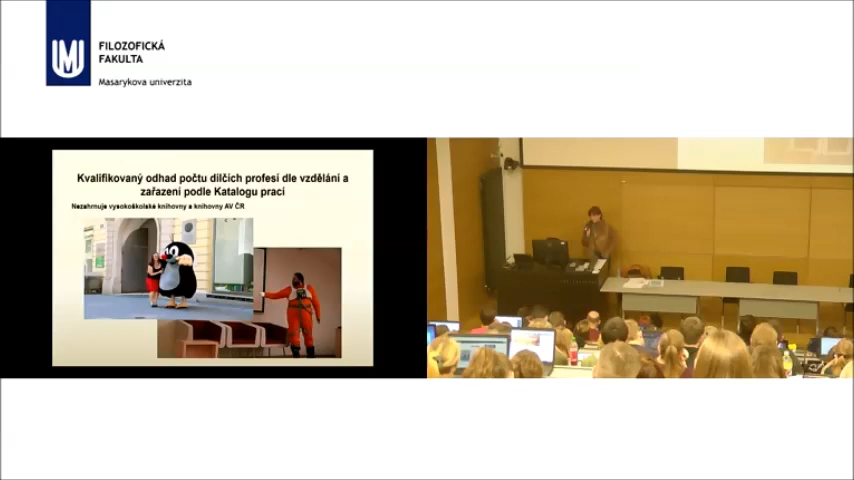 FILOZOFICKÁ
FAKULTA
Masarykova univerzita
Kvalifikovaný odhad počtu dílčích profesí dle vzdělání a
zařazení podle Katalogu prací
Nezahrnuje vysokoškolské knihovny a knihovny AV ČR